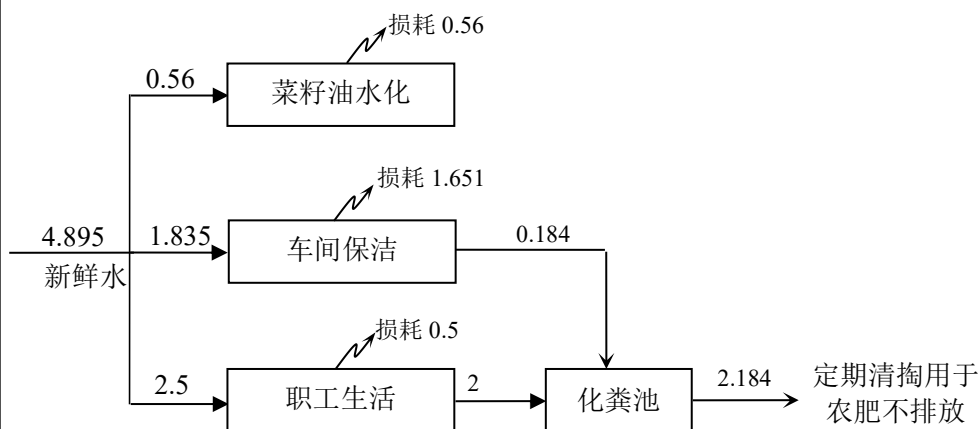 损耗 0.56
0.56
菜籽油水化
损耗 1.651
4.895
1.835
车间保洁
0.184
新鲜水
损耗 0.5
2.5
职工生活
2
化粪池
2.184
定期清掏用于
农肥不排放